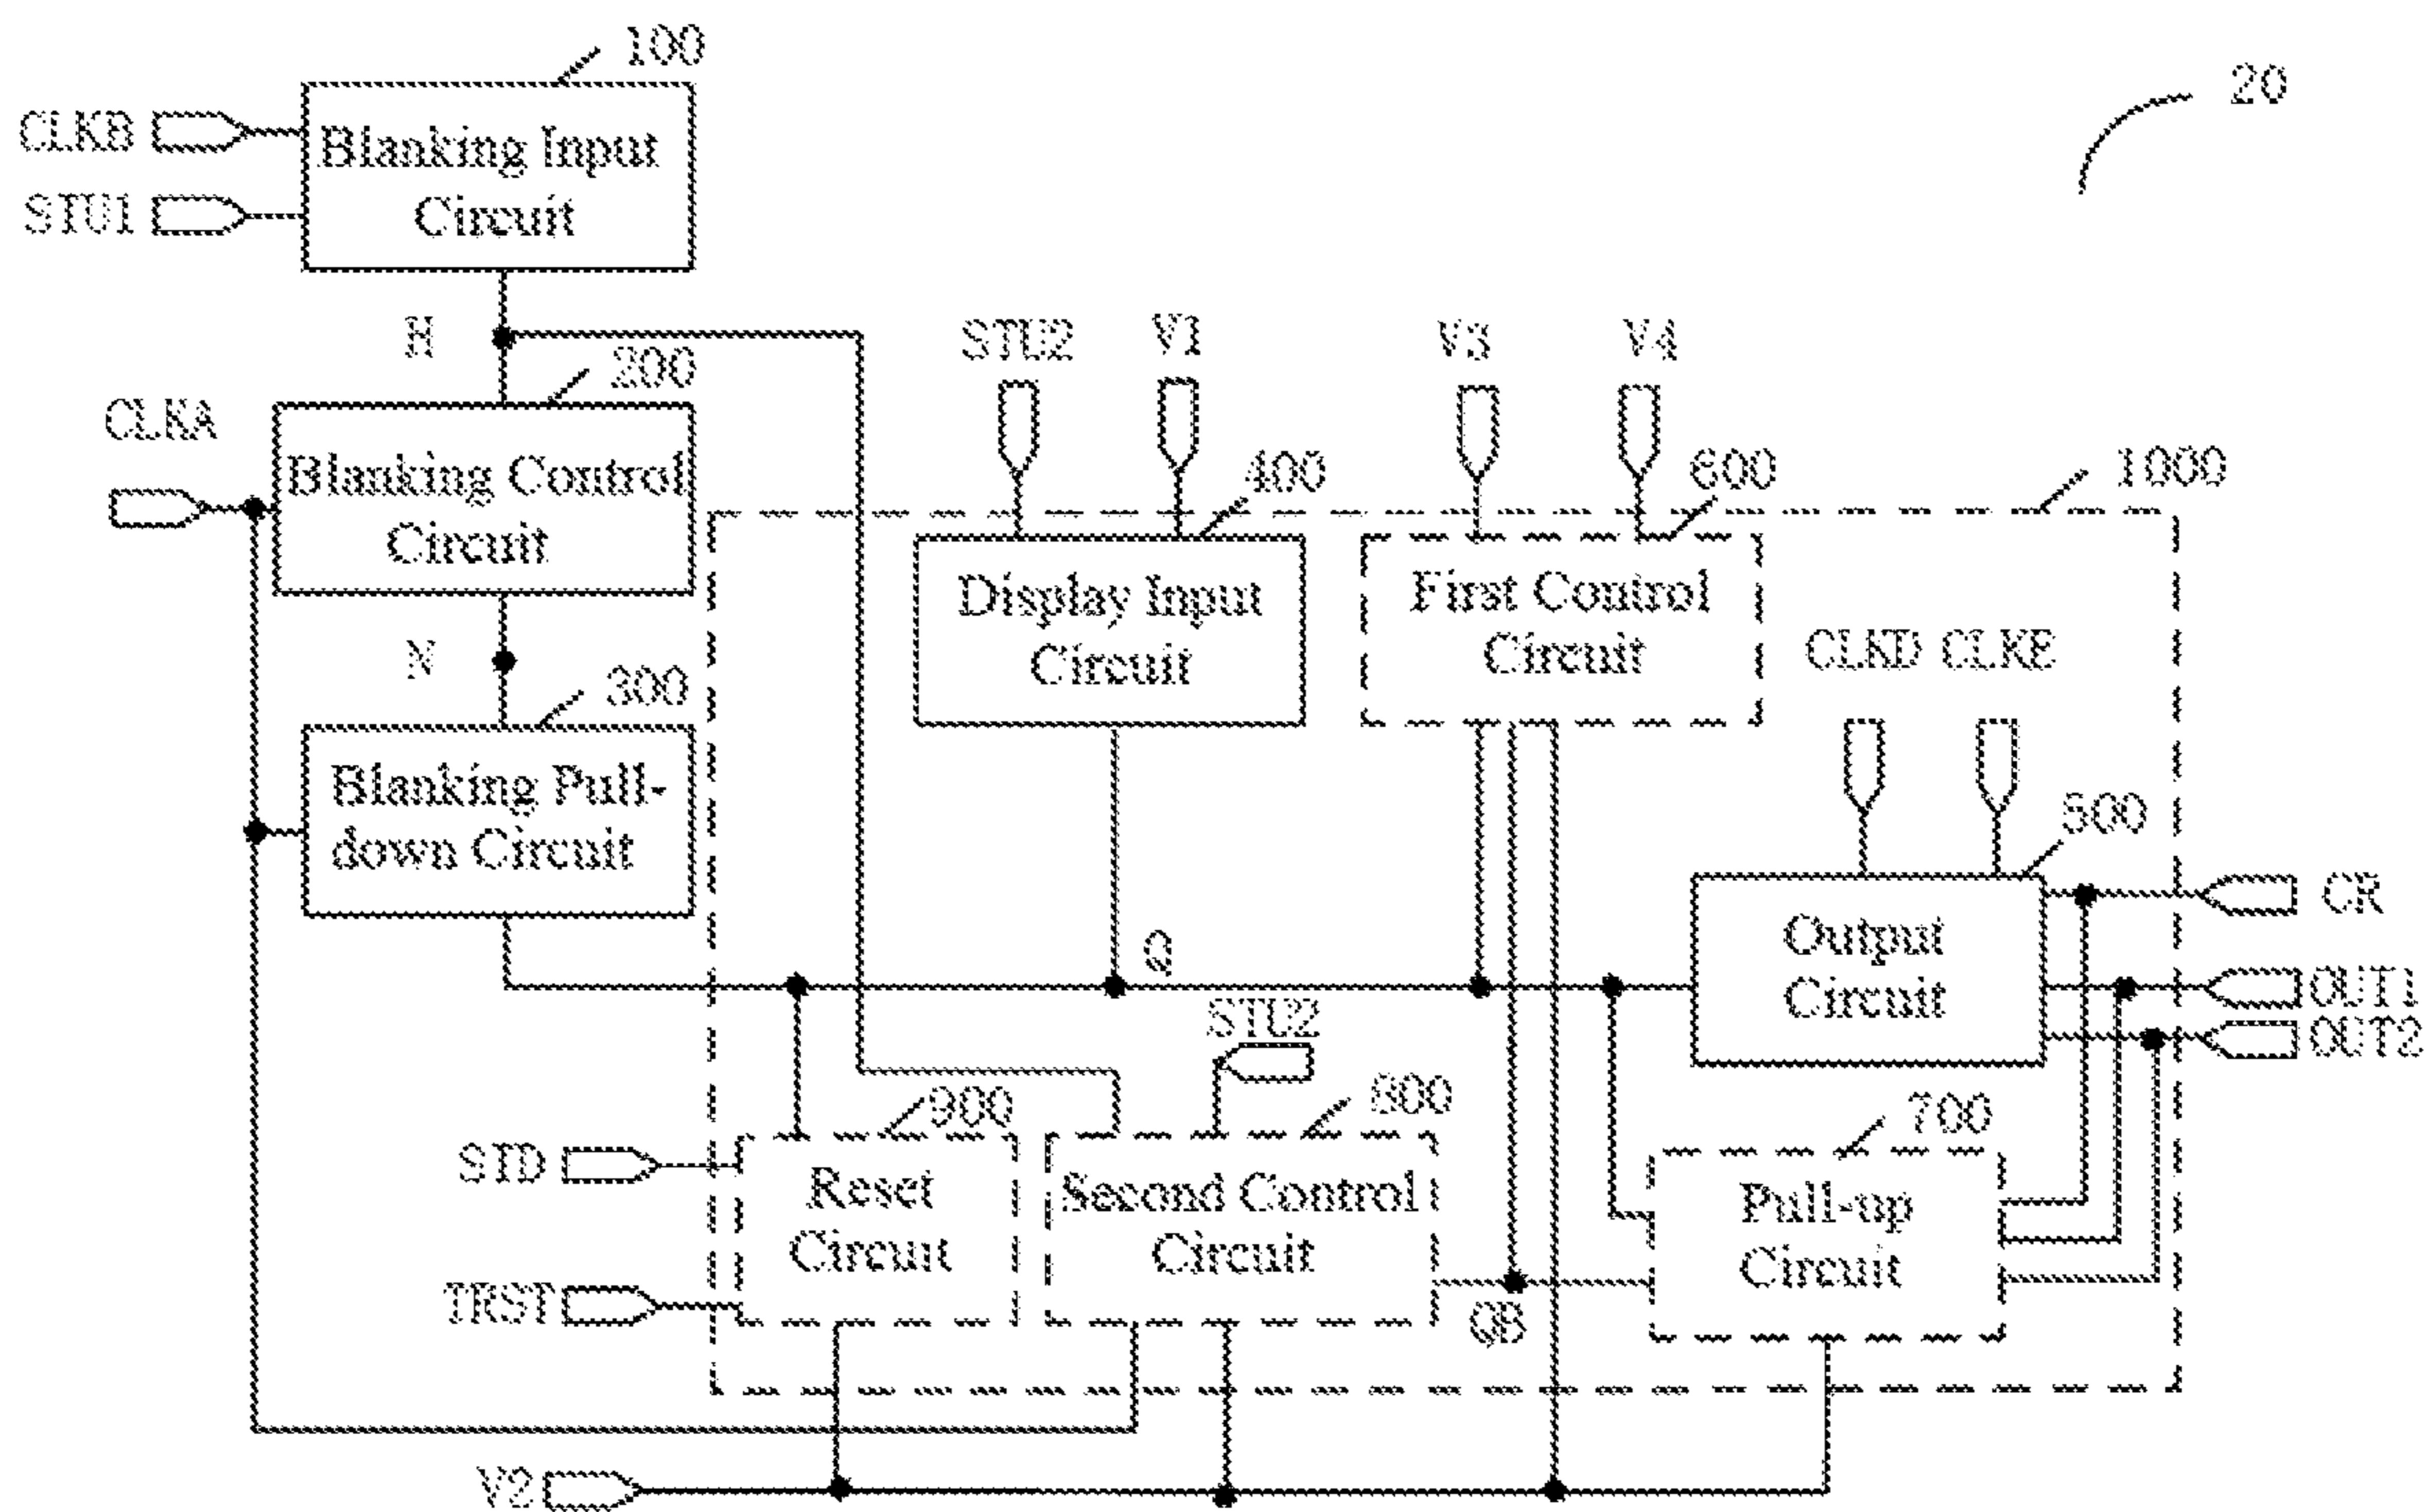 100
20
CLKB
Blanking Input
Circuit
STU1
H
200
STU2
V1
V3
V4
CLKA
Blanking Control
Circuit
400
600
1000
Display Input
Circuit
First Control
Circuit
CLKD CLKE
N
300
Blanking Pull-
down Circuit
500
CR
Output
Circuit
Q
OUT1
STU2
OUT2
900
800
700
STD
Reset
Circuit
Second Control
Circuit
Pull-up
Circuit
TRST
QB
V2